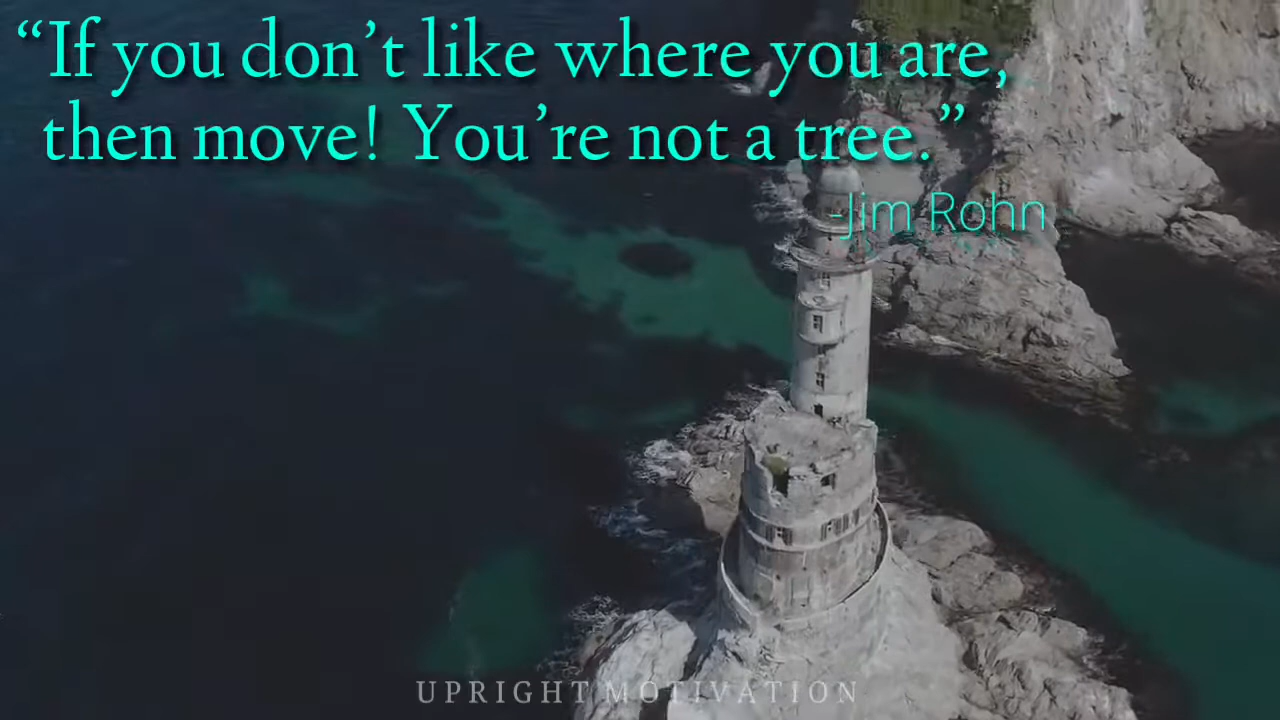 “If you don’t like where you are,
then move! You’re not a tree.”
-Jim Rohn
UPRIGHT MOTIVATION